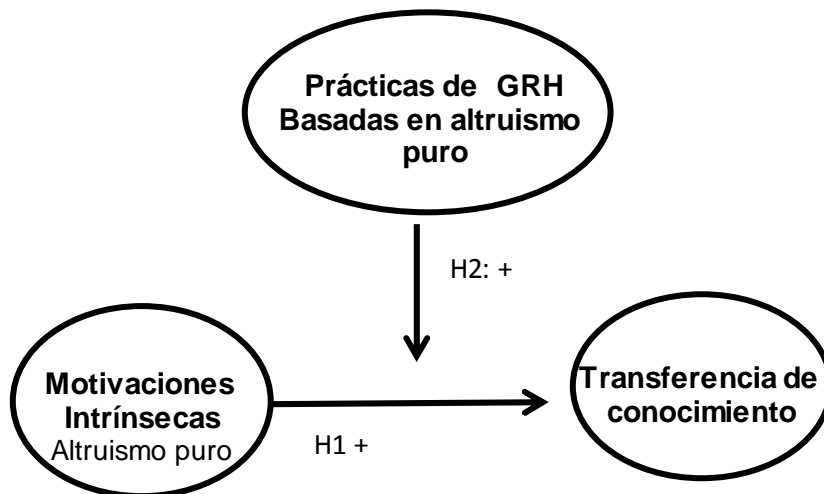 Prácticas de GRH
Basadas en altruismo
puro
H2: +
Motivaciones
Intrínsecas
Altruismo puro
Transferencia de
conocimiento
H1 +